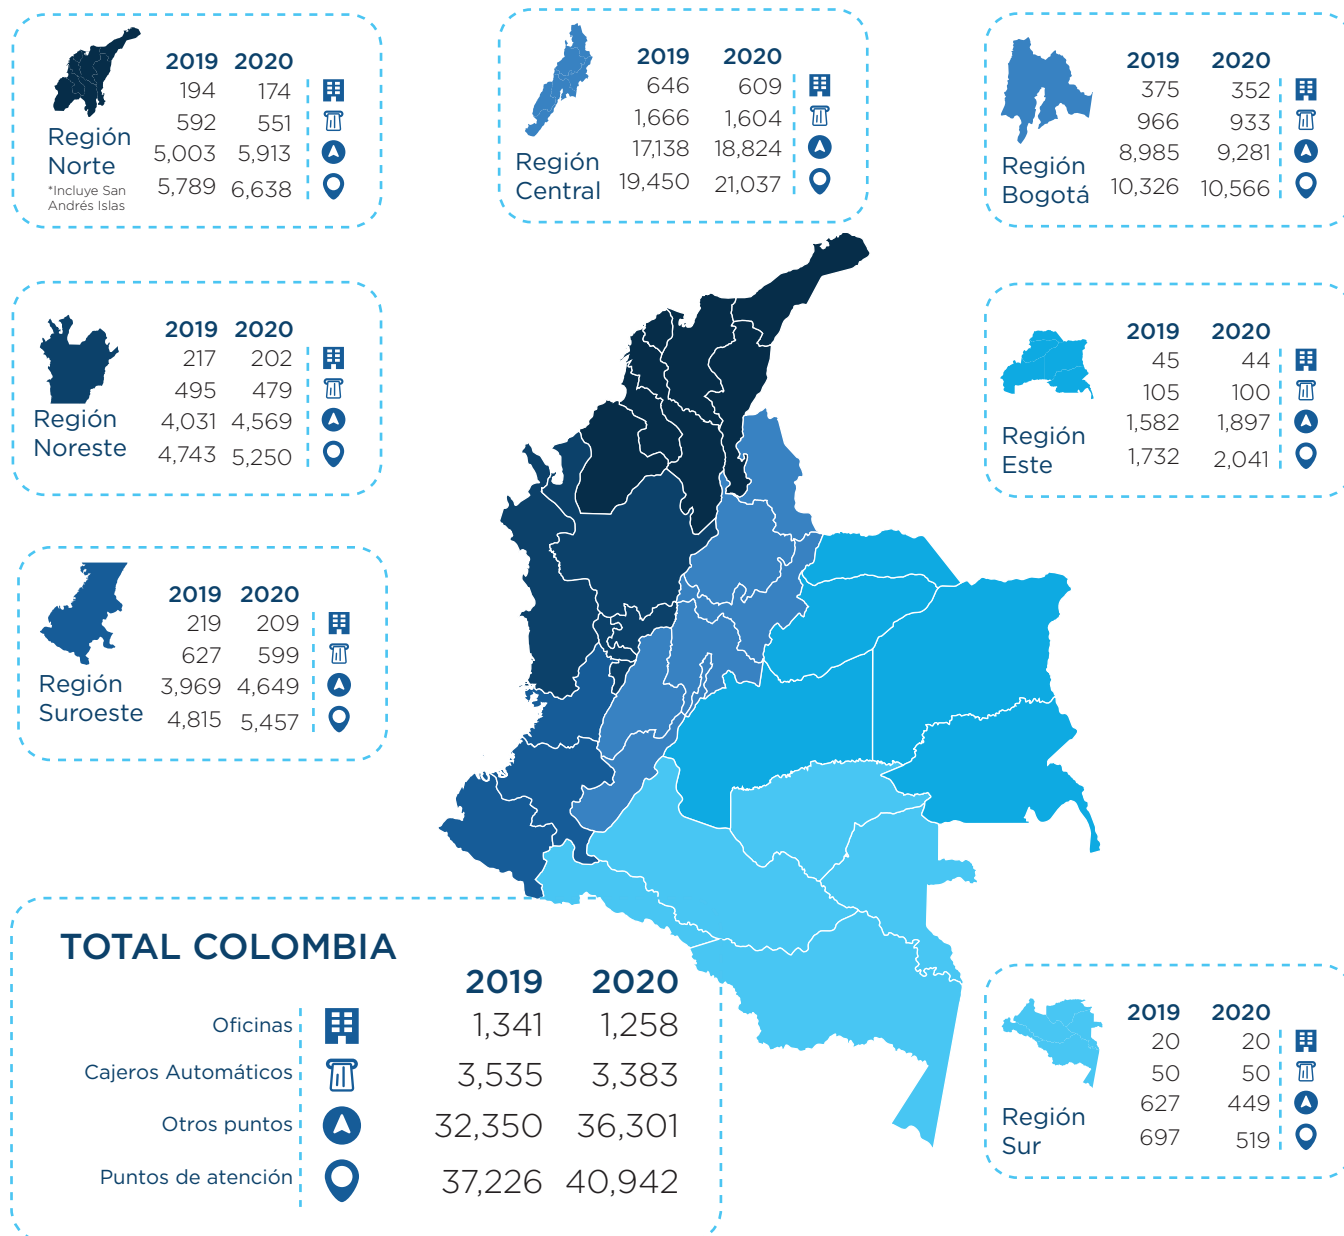 2019 2020
194 174
592 551
Región
Norte
5,003 5,913
5,789 6,638
*Incluye San
Andrés Islas
2019 2020
646 609
1,666 1,604
17,138 18,824
Región
Central
19,450 21,037
2019 2020
375 352
966 933
8,985 9,281
Región
Bogotá
10,326 10,566
2019 2020
217 202
495 479
Región
Noreste
4,031 4,569
4,743 5,250
2019 2020
45 44
105 100
1,582 1,897
Región
Este
1,732 2,041
2019 2020
219 209
627 599
Región
Suroeste
3,969 4,649
4,815 5,457
TOTAL COLOMBIA
2019 2020
Oficinas 1,341 1,258
Cajeros Automáticos 3,535 3,383
Otros puntos 32,350 36,301
Puntos de atención 37,226 40,942
2019 2020
20 20
50 50
627 449
Región
Sur
697 519